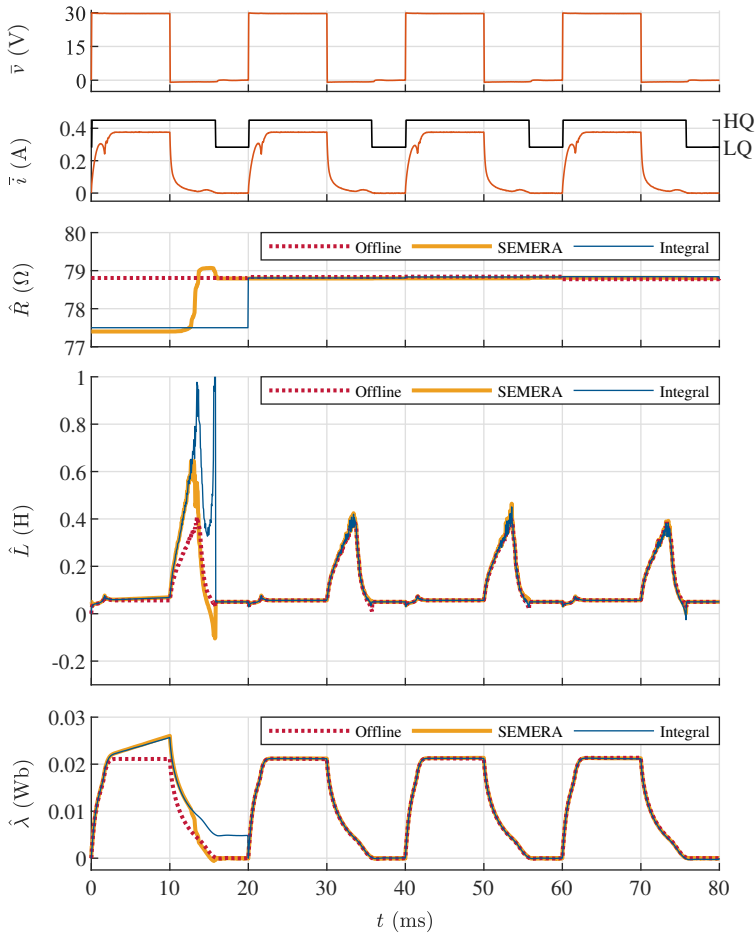 30
15
0
v̄ (V)
0.4
0.2
0
ī (A)
HQ
LQ
80
79
78
77
R̂ (Ω)
Offline SEMERA Integral
1
0.8
0.6
0.4
0.2
0
-0.2
L̂ (H)
Offline SEMERA Integral
0.03
0.02
0.01
0
λ̂ (Wb)
Offline SEMERA Integral
0 10 20 30 40 50 60 70 80
t (ms)